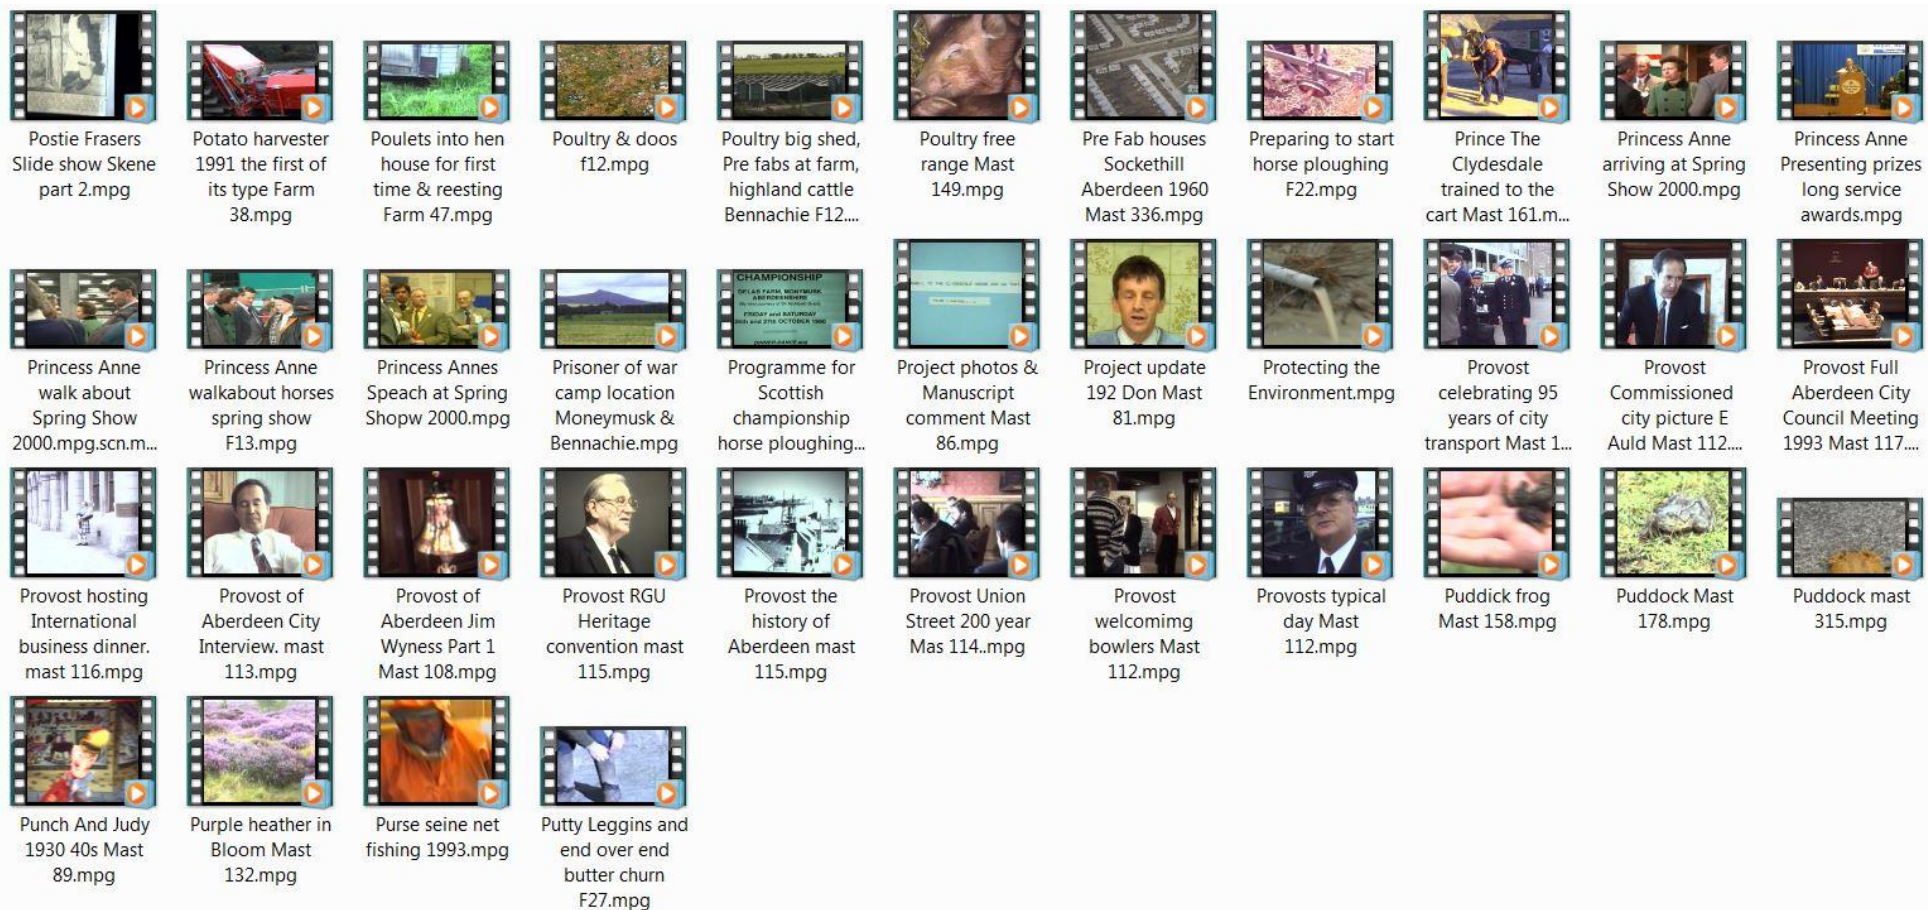 Postie Frasers
Slide show Skene
part 2.mpg
Potato harvester
1991 the first of
its type Farm
38.mpg
Poulets into hen
house for first
time & reesting
Farm 47.mpg
Poultry & doos
f12.mpg
Poultry big shed,
Pre fabs at farm,
highland cattle
Bennachie F12....
Poultry free
range Mast
149.mpg
Pre Fab houses
Sockethill
Aberdeen 1960
Mast 336.mpg
Preparing to start
horse ploughing
F22.mpg
Prince The
Clydesdale
trained to the
cart Mast 161.m...
Princess Anne
arriving at Spring
Show 2000.mpg
Princess Anne
Presenting prizes
long service
awards.mpg
Princess Anne
walk about
Spring Show
2000.mpg.scn.m...
Princess Anne
walkabout horses
spring show
F13.mpg
Princess Annes
Speach at Spring
Shopw 2000.mpg
Prisoner of war
camp location
Moneymusk &
Bennachie.mpg
CHAMPIONSHIP
FRIDAY and SATURDAY
Programme for
Scottish
championship
horse ploughing...
Project photos &
Manuscript
comment Mast
86.mpg
Project update
192 Don Mast
81.mpg
Protecting the
Environment.mpg
Provost
celebrating 95
years of city
transport Mast 1...
Provost
Commissioned
city picture E
Auld Mast 112....
Provost Full
Aberdeen City
Council Meeting
1993 Mast 117....
Provost hosting
International
business dinner.
mast 116.mpg
Provost of
Aberdeen City
Interview. mast
113.mpg
Provost of
Aberdeen Jim
Wyness Part 1
Mast 108.mpg
Provost RGU
Heritage
convention mast
115.mpg
Provost the
history of
Aberdeen mast
115.mpg
Provost Union
Street 200 year
Mas 114..mpg
Provost
welcomimg
bowlers Mast
112.mpg
Provosts typical
day Mast
112.mpg
Puddick frog
Mast 158.mpg
Puddock Mast
178.mpg
Puddock mast
315.mpg
Punch And Judy
1930 40s Mast
89.mpg
Purple heather in
Bloom Mast
132.mpg
Purse seine net
fishing 1993.mpg
Putty Leggins and
end over end
butter churn
F27.mpg